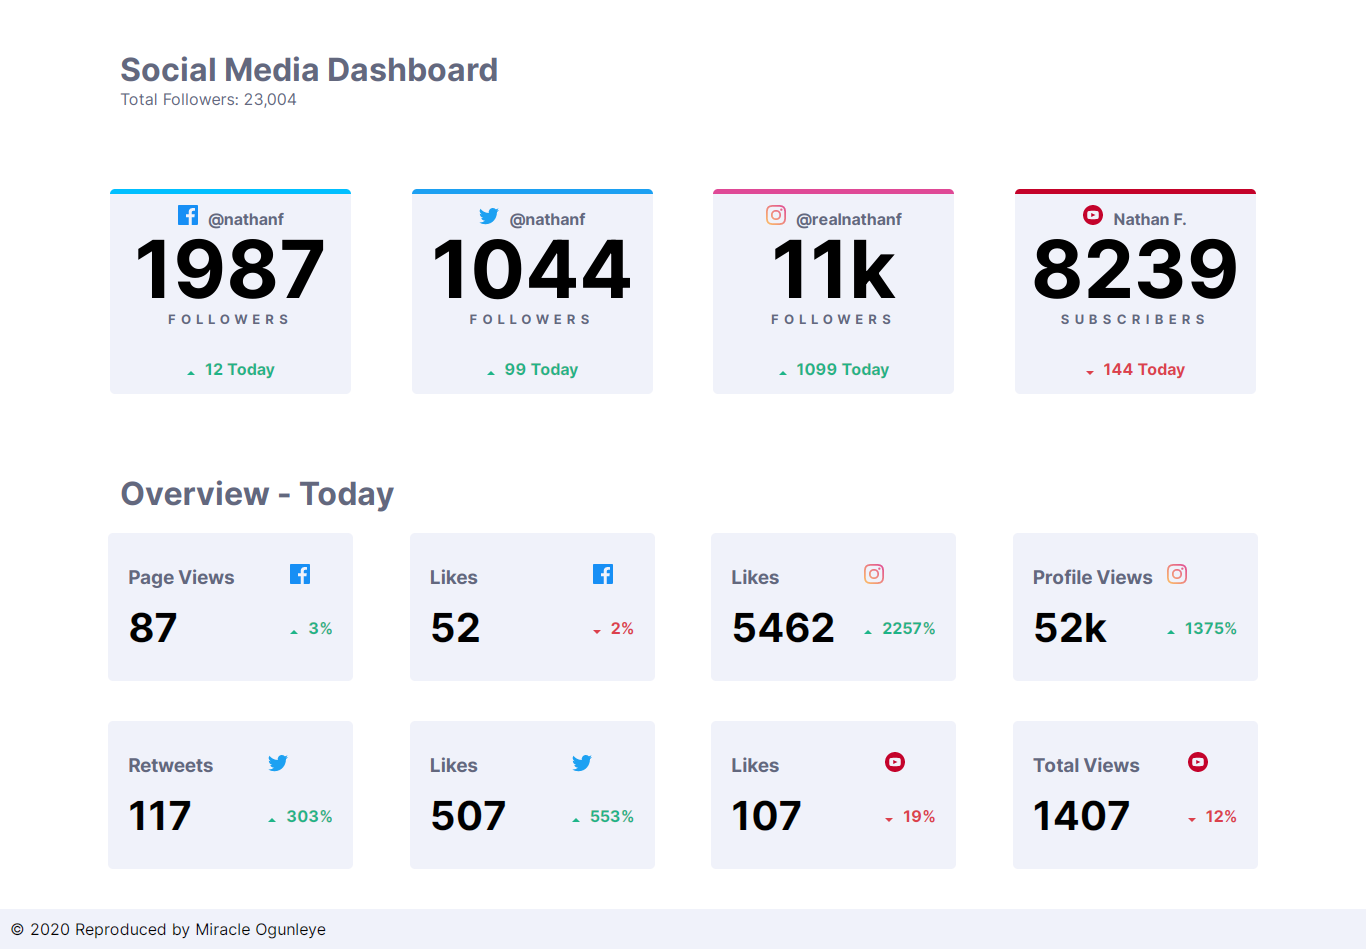 Social Media Dashboard
Total Followers: 23,004
@nathanf
1987
FOLLOWERS
12 Today
@nathanf
1044
FOLLOWERS
99 Today
@realnathanf
11k
FOLLOWERS
1099 Today
Nathan F.
8239
SUBSCRIBERS
144 Today
Overview - Today
Page Views
87
3%
Likes
52
2%
Likes
5462
2257%
Profile Views
52k
1375%
Retweets
117
303%
Likes
507
553%
Likes
107
19%
Total Views
1407
12%
© 2020 Reproduced by Miracle Ogunleye